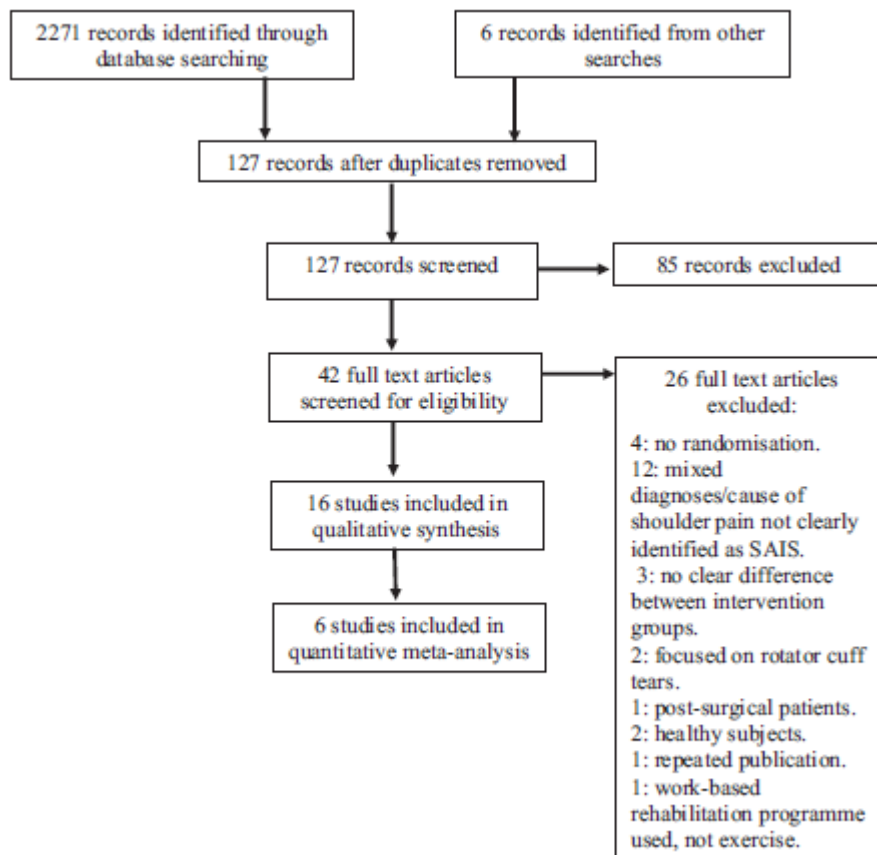 2271 records identified through
database searching
6 records identified from other
searches
127 records after duplicates removed
127 records screened
85 records excluded
42 full text articles
screened for eligibility
26 full text articles
excluded:
4: no randomisation.
12: mixed
diagnoses/cause of
shoulder pain not clearly
identified as SAIS.
3: no clear difference
between intervention
groups.
2: focused on rotator cuff
tears.
1: post-surgical patients.
2: healthy subjects.
1: repeated publication.
1: work-based
rehabilitation programme
used, not exercise.
16 studies included in
qualitative synthesis
6 studies included in
quantitative meta-analysis